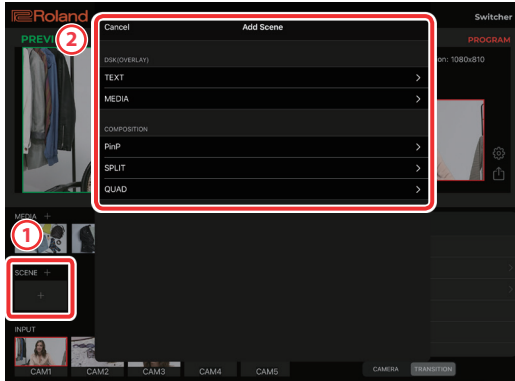 Roland
Switcher
PREVI
2
Cancel
Add Scene
PROGRAM
on: 1080x810
DSK(OVERLAY)
TEXT
MEDIA
COMPOSITION
PinP
SPLIT
QUAD
MEDIA +
1
SCENE +
+
INPUT
CAM1
CAM2
CAM3
CAM4
CAM5
CAMERA
TRANSITION